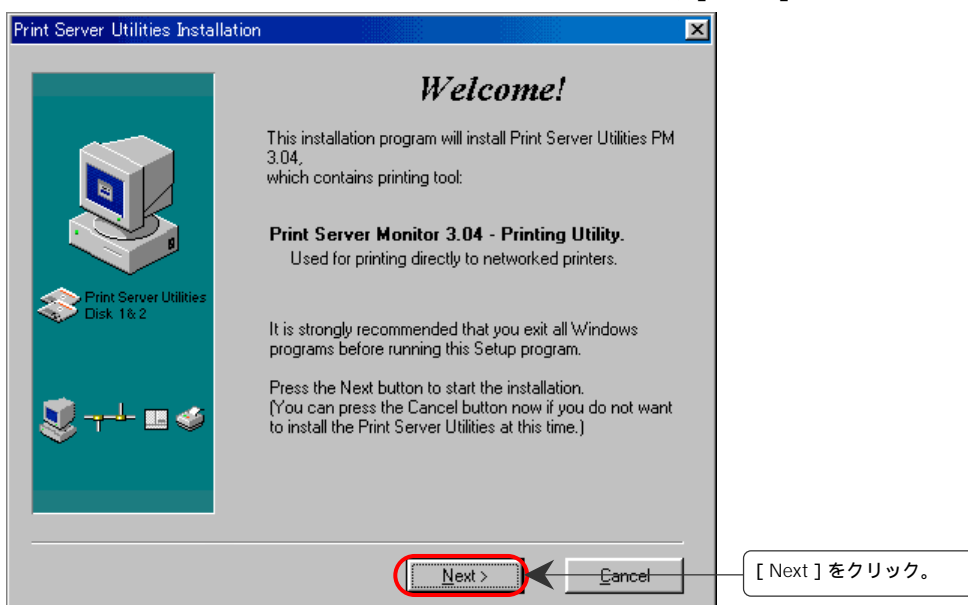 Print Server Utilities Installation
Welcome!
This installation program will install Print Server Utilities PM
3.04,
which contains printing tool:
Print Server Monitor 3.04 - Printing Utility.
Used for printing directly to networked printers.
Print Server Utilities
Disk 1& 2
It is strongly recommended that you exit all Windows
programs before running this Setup program.
Press the Next button to start the installation.
(You can press the Cancel button now if you do not want
to install the Print Server Utilities at this time.)
Next >
Cancel
[ Next ] をクリック。